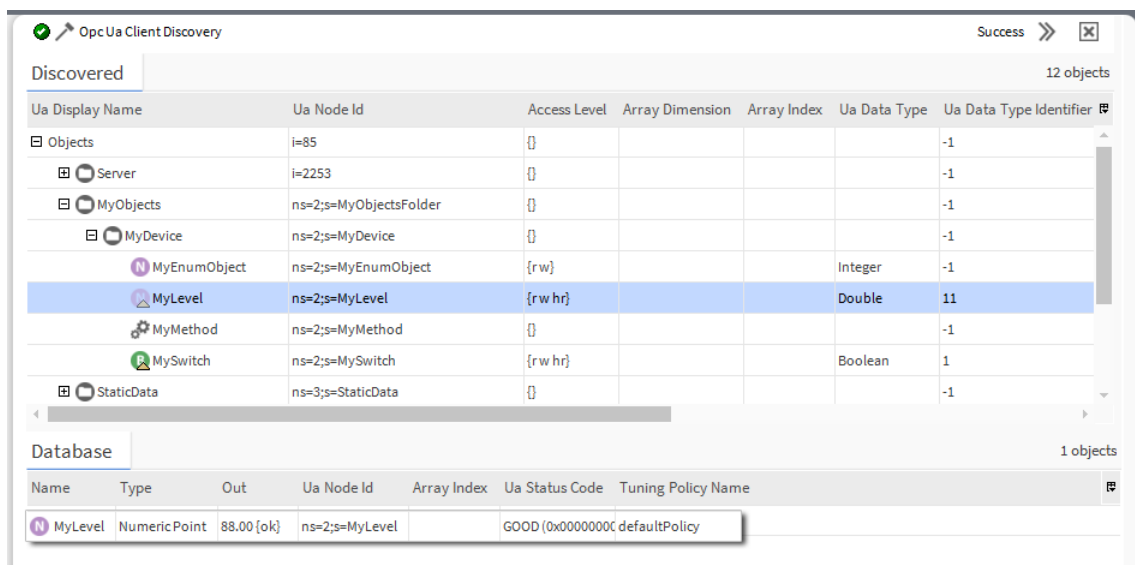 Opc Ua Client Discovery Success
Discovered 12 objects
Ua Display Name Ua Node Id Access Level Array Dimension Array Index Ua Data Type Ua Data Type Identifier
Objects i=85 {} -1
Server i=2253 {} -1
MyObjects ns=2;s=MyObjectsFolder {} -1
MyDevice ns=2;s=MyDevice {} -1
N MyEnumObject ns=2;s=MyEnumObject {r w} Integer -1
N MyLevel ns=2;s=MyLevel {r w hr} Double 11
MyMethod ns=2;s=MyMethod {} -1
B MySwitch ns=2;s=MySwitch {r w hr} Boolean 1
StaticData ns=3;s=StaticData {} -1
Database 1 objects
Name Type Out Ua Node Id Array Index Ua Status Code Tuning Policy Name
N MyLevel Numeric Point 88.00 {ok} ns=2;s=MyLevel GOOD (0x00000000 defaultPolicy